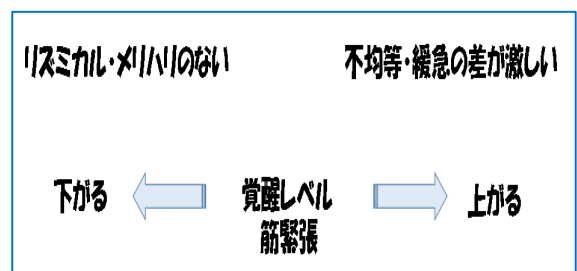 リズミカル・メリハリのない
不均等・緩急の差が激しい
下がる
覚醒レベル
筋緊張
上がる